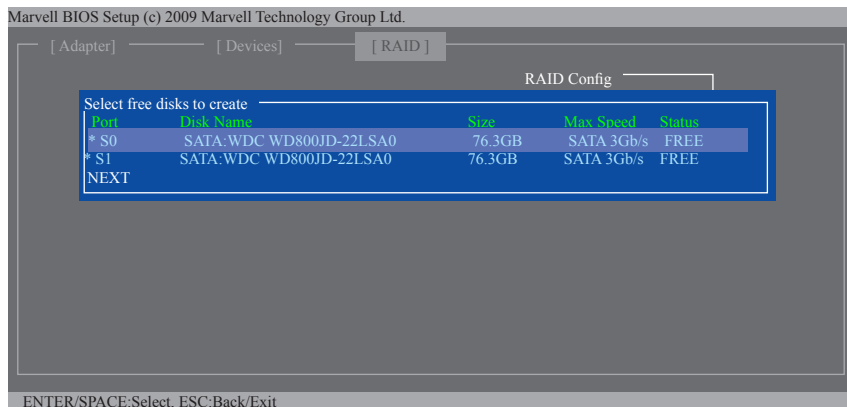 Marvell BIOS Setup (c) 2009 Marvell Technology Group Ltd.
[ Adapter] [ Devices] [ RAID ]
RAID Config
Select free disks to create
Port Disk Name Size Max Speed Status
* S0 SATA:WDC WD800JD-22LSA0 76.3GB SATA 3Gb/s FREE
* S1 SATA:WDC WD800JD-22LSA0 76.3GB SATA 3Gb/s FREE
NEXT
ENTER/SPACE:Select, ESC:Back/Exit